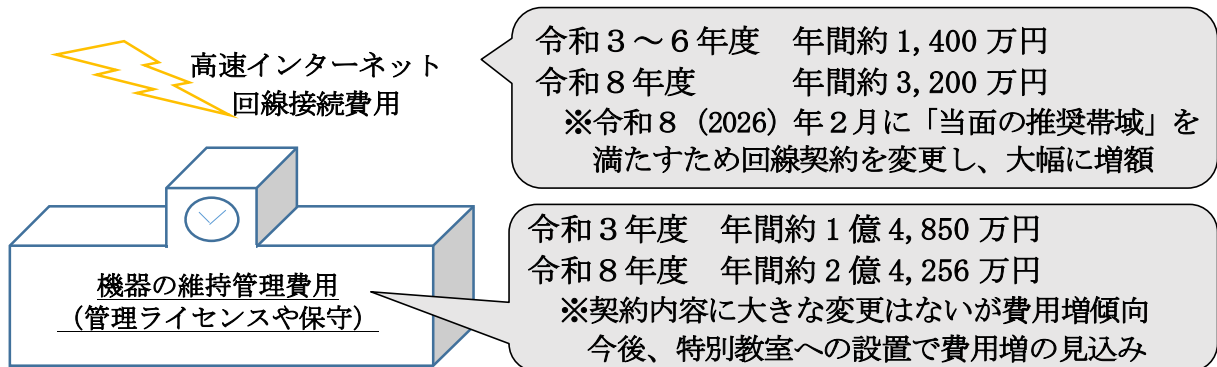 高速インターネット
回線接続費用
令和３～６年度　年間約 1,400 万円
令和８年度　　　年間約 3,200 万円
※令和８（2026）年２月に「当面の推奨帯域」を
満たすため回線契約を変更し、大幅に増額
機器の維持管理費用
（管理ライセンスや保守）
令和３年度　年間約１億 4,850 万円
令和８年度　年間約２億 4,256 万円
※契約内容に大きな変更はないが費用増傾向
今後、特別教室への設置で費用増の見込み